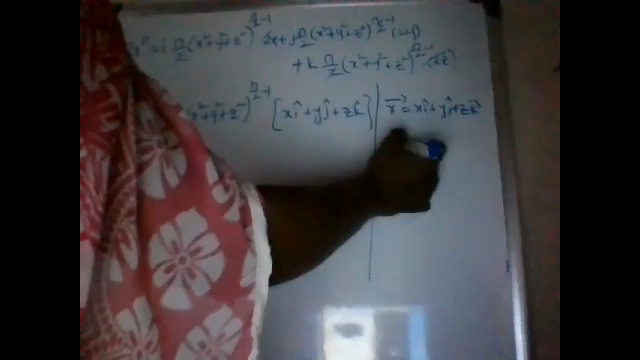 r^n = i n/2 (x²+y²+z²)^(n/2-1) 2x + j n/2 (x²+y²+z²)^(n/2-1) (2y)
+ k n/2 (x²+y²+z²)^(n/2-1) (2z)
x²+y²+z²)^(n/2-1) [xî+yĵ+zk̂]
r⃗ = xî+yĵ+zk̂